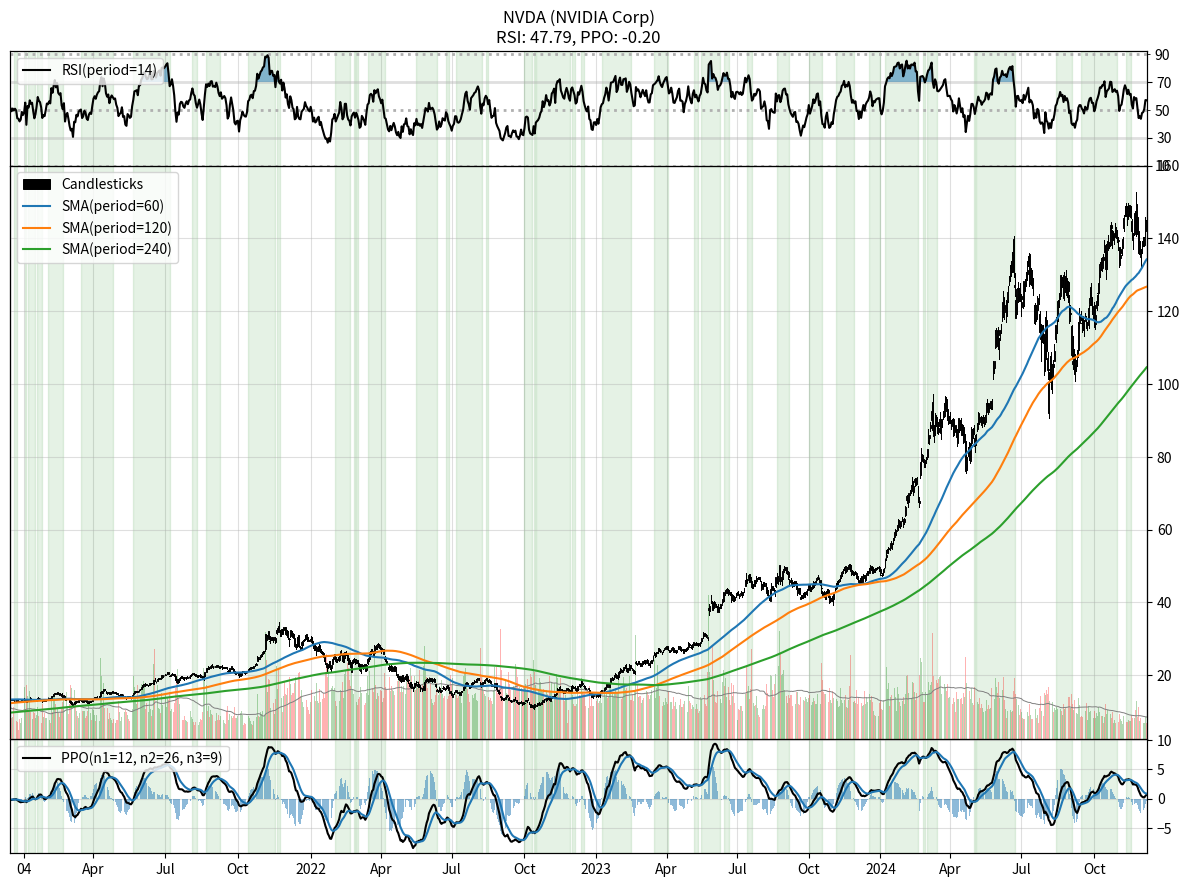 NVDA (NVIDIA Corp)
RSI: 47.79, PPO: -0.20
RSI(period=14)
90
70
50
30
10
160
Candlesticks
SMA(period=60)
SMA(period=120)
SMA(period=240)
140
120
100
80
60
40
20
PPO(n1=12, n2=26, n3=9)
10
5
0
−5
04 Apr Jul Oct 2022 Apr Jul Oct 2023 Apr Jul Oct 2024 Apr Jul Oct